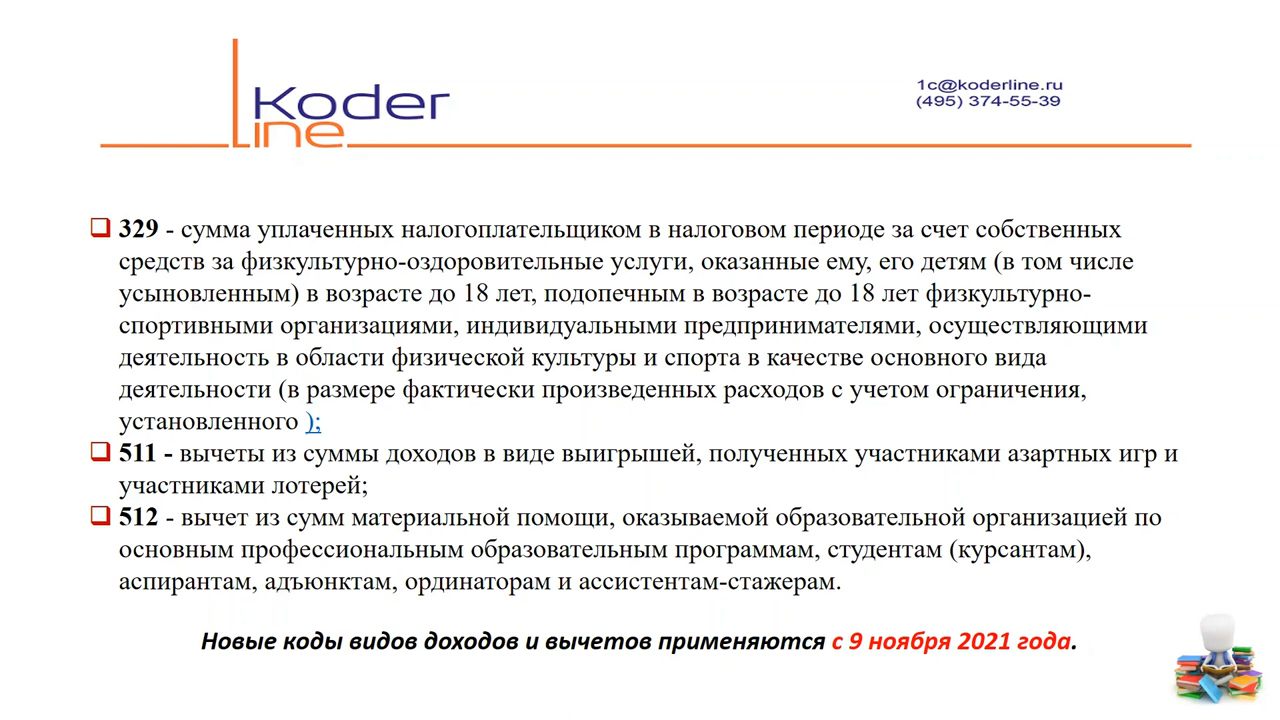 Koder
Line
1c@koderline.ru
(495) 374-55-39
329 - сумма уплаченных налогоплательщиком в налоговом периоде за счет собственных
средств за физкультурно-оздоровительные услуги, оказанные ему, его детям (в том числе
усыновленным) в возрасте до 18 лет, подопечным в возрасте до 18 лет физкультурно-
спортивными организациями, индивидуальными предпринимателями, осуществляющими
деятельность в области физической культуры и спорта в качестве основного вида
деятельности (в размере фактически произведенных расходов с учетом ограничения,
установленного );
511 - вычеты из суммы доходов в виде выигрышей, полученных участниками азартных игр и
участниками лотерей;
512 - вычет из сумм материальной помощи, оказываемой образовательной организацией по
основным профессиональным образовательным программам, студентам (курсантам),
аспирантам, адъюнктам, ординаторам и ассистентам-стажерам.
Новые коды видов доходов и вычетов применяются с 9 ноября 2021 года.